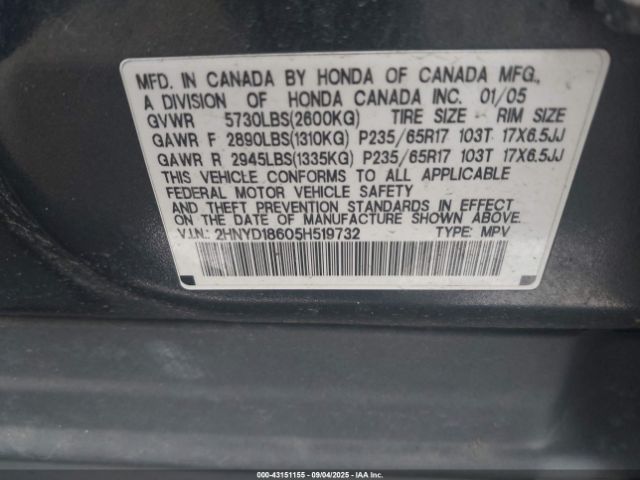 MFD. IN CANADA BY HONDA OF CANADA MFG.,
A DIVISION OF HONDA CANADA INC. 01/05
GVWR 5730LBS(2600KG) TIRE SIZE - RIM SIZE
GAWR F 2890LBS(1310KG) P235/65R17 103T 17X6.5JJ
GAWR R 2945LBS(1335KG) P235/65R17 103T 17X6.5JJ
THIS VEHICLE CONFORMS TO ALL APPLICABLE
FEDERAL MOTOR VEHICLE SAFETY
AND THEFT PREVENTION STANDARDS IN EFFECT
ON THE DATE OF MANUFACTURE SHOWN ABOVE.
V.I.N.: 2HNYD18605H519732 TYPE: MPV
000-43151155 - 09/04/2025 - IAAI Inc.